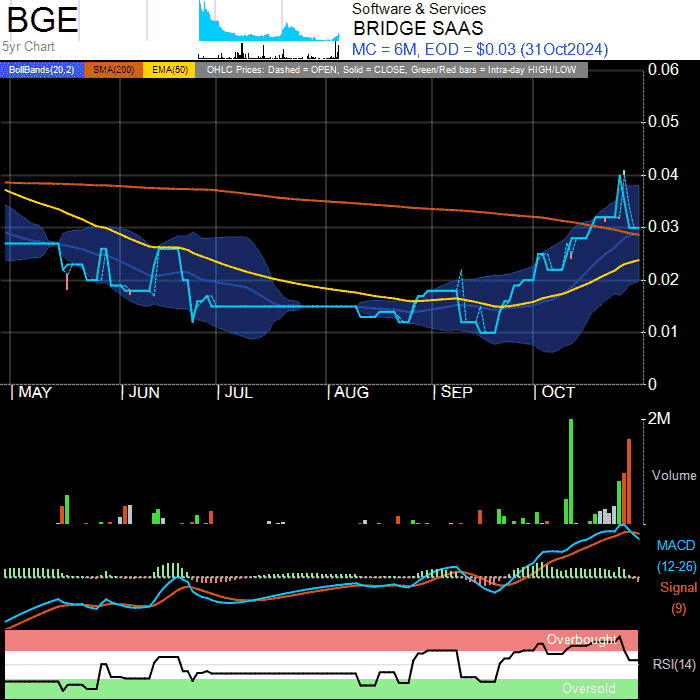 BGE
5yr Chart
Software & Services
BRIDGE SAAS
MC = 6M, EOD = $0.03 (31Oct2024)
BollBands(20,2) SMA(200) EMA(50) OHLC Prices: Dashed = OPEN, Solid = CLOSE, Green/Red bars = Intra-day HIGH/LOW
0.06
0.05
0.04
0.03
0.02
0.01
0
MAY JUN JUL AUG SEP OCT
2M
Volume
MACD
(12-26)
Signal
(9)
Overbought
RSI(14)
Oversold